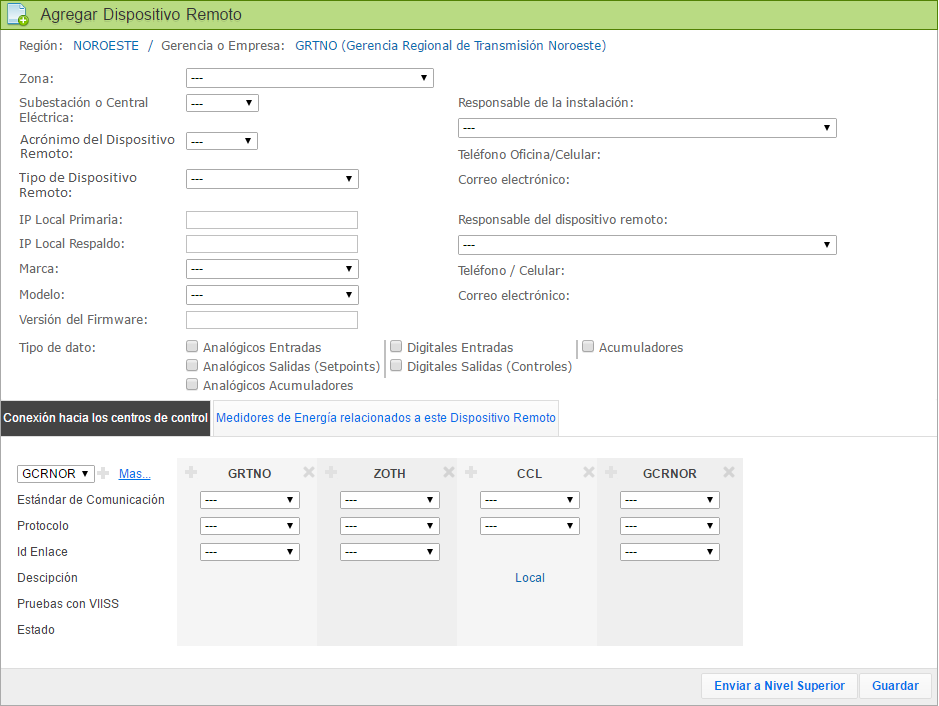 Agregar Dispositivo Remoto
Región: NOROESTE / Gerencia o Empresa: GRTNO (Gerencia Regional de Transmisión Noroeste)
Zona: ---
Subestación o Central
Eléctrica: ---
Acrónimo del Dispositivo
Remoto: ---
Tipo de Dispositivo
Remoto: ---
IP Local Primaria:
IP Local Respaldo:
Marca: ---
Modelo: ---
Versión del Firmware:
Responsable de la instalación:
---
Teléfono Oficina/Celular:
Correo electrónico:
Responsable del dispositivo remoto:
---
Teléfono / Celular:
Correo electrónico:
Tipo de dato: Analógicos Entradas Digitales Entradas Acumuladores
Analógicos Salidas (Setpoints) Digitales Salidas (Controles)
Analógicos Acumuladores
Conexión hacia los centros de control Medidores de Energía relacionados a este Dispositivo Remoto
GCRNOR Mas... GRTNO ZOTH CCL GCRNOR
Estándar de Comunicación --- --- --- ---
Protocolo --- --- --- ---
Id Enlace --- --- ---
Descipción Local
Pruebas con VIISS
Estado
Enviar a Nivel Superior Guardar